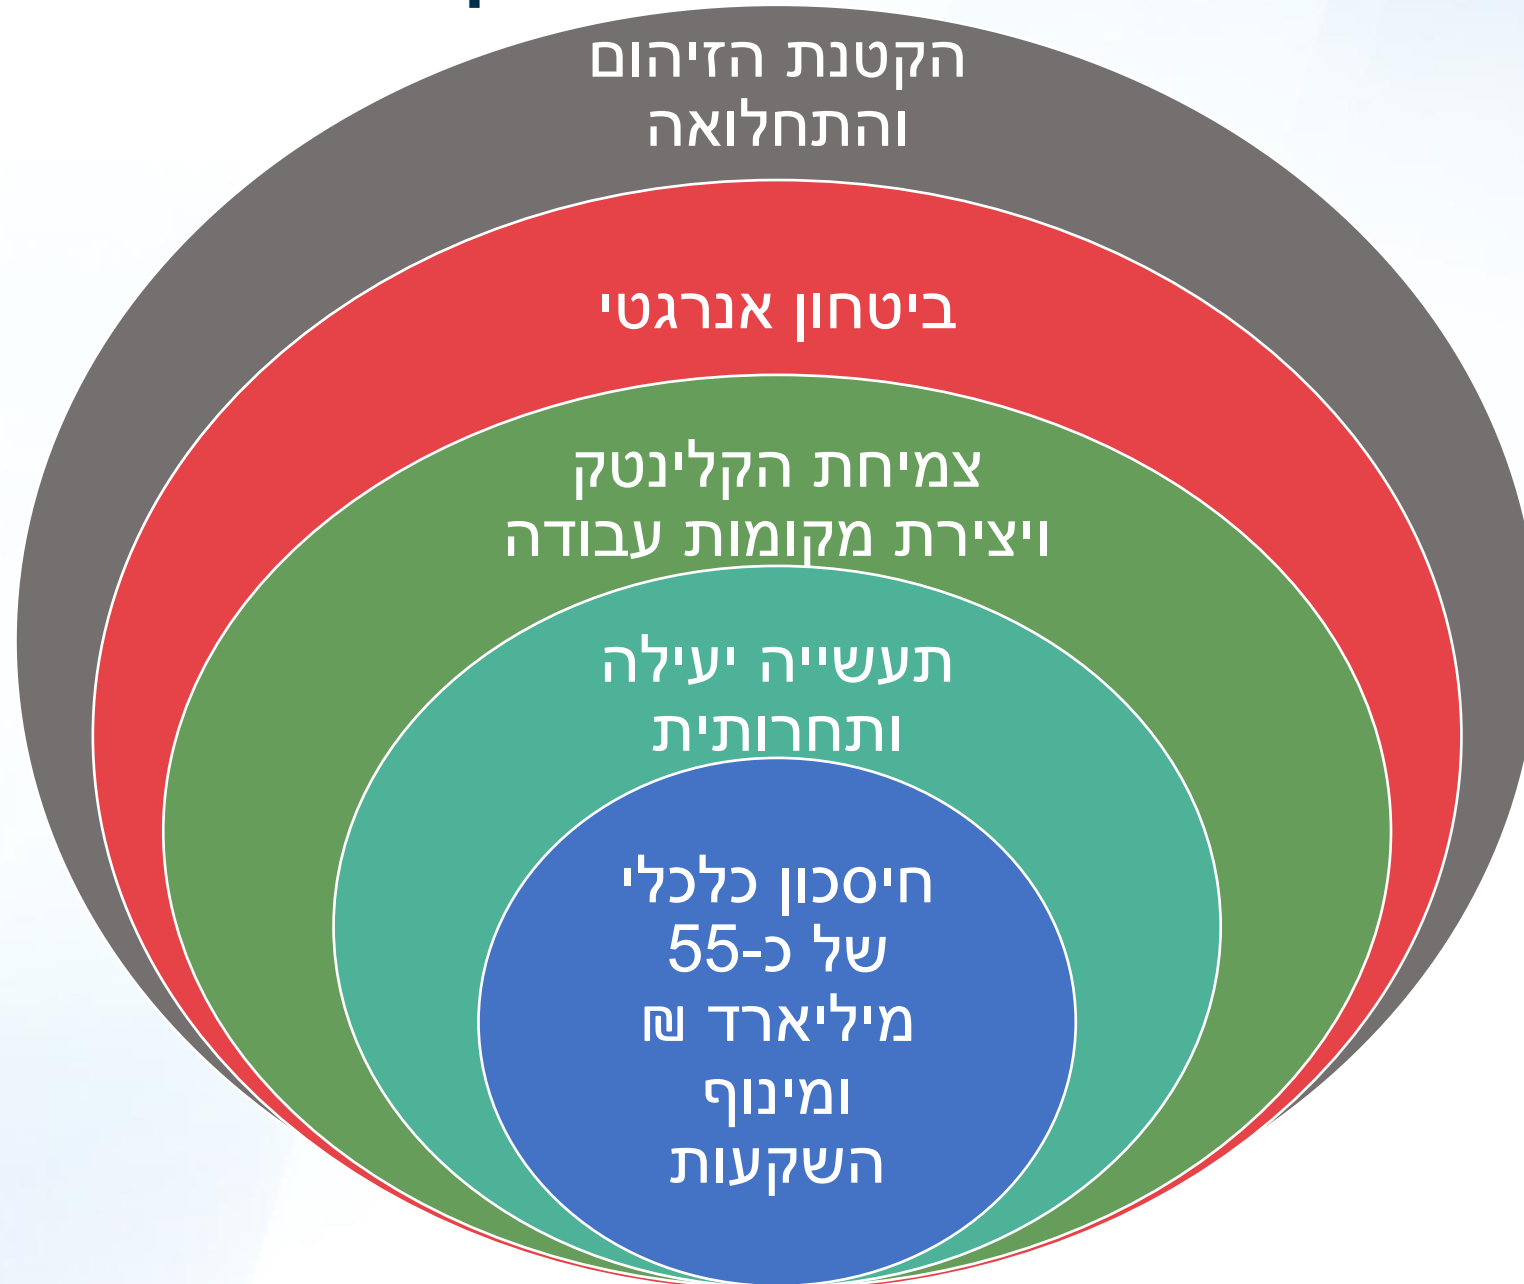 הקטנת הזיהום
והתחלואה
ביטחון אנרגטי
צמיחת הקלינטק
ויצירת מקומות עבודה
תעשייה יעילה
ותחרותית
חיסכון כלכלי
של כ-55
מיליארד ₪
ומינוף
השקעות